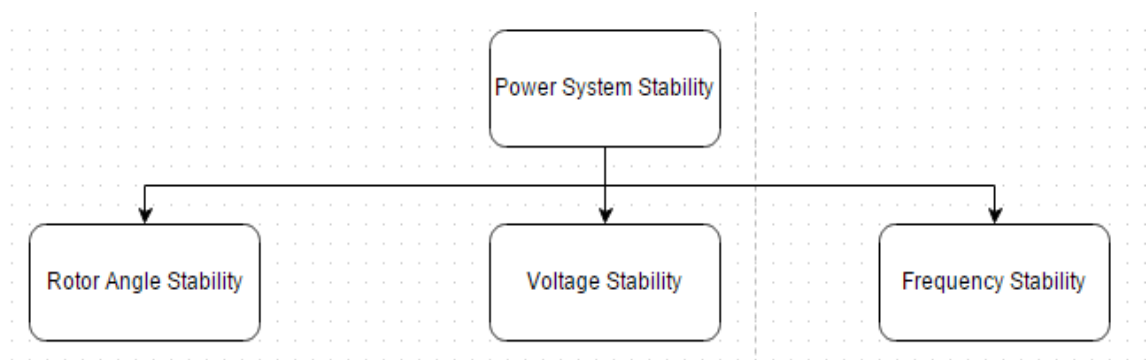 Power System Stability
Rotor Angle Stability
Voltage Stability
Frequency Stability